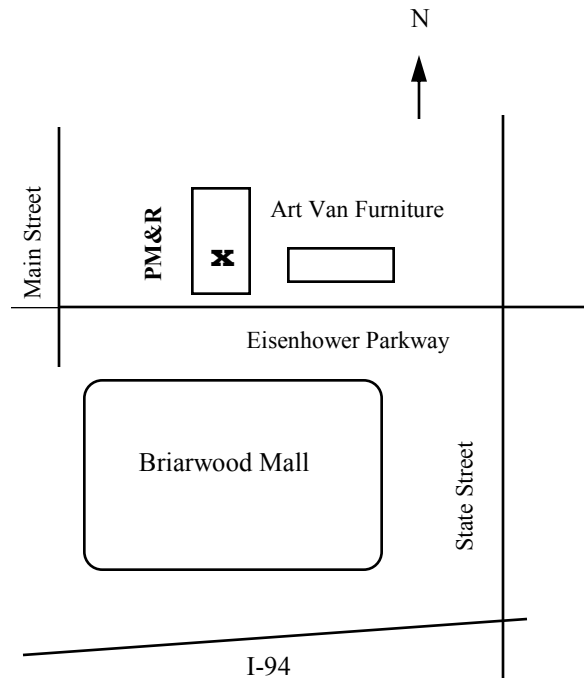 N
Main Street
PM&R
x
Art Van Furniture
Eisenhower Parkway
Briarwood Mall
State Street
I-94